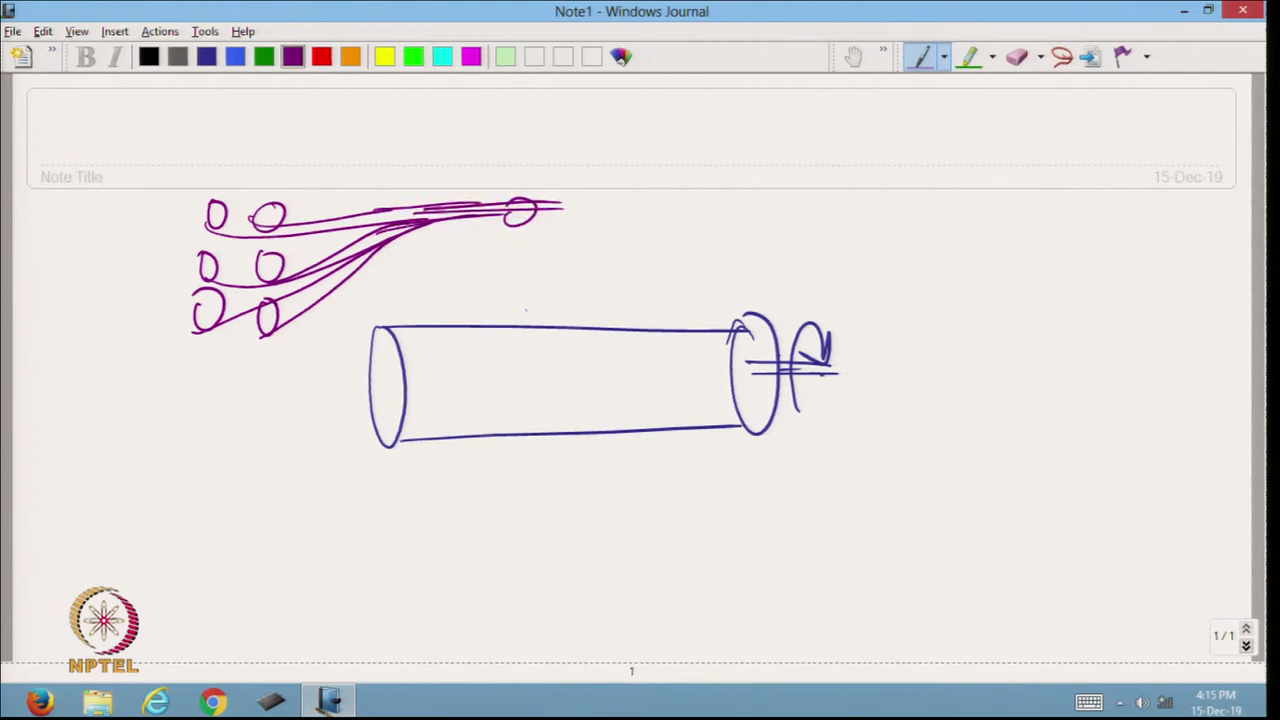 Note1 - Windows Journal
File Edit View Insert Actions Tools Help
B I
Note Title
15-Dec-19
1 / 1
NPTEL
1
4:15 PM
15-Dec-19